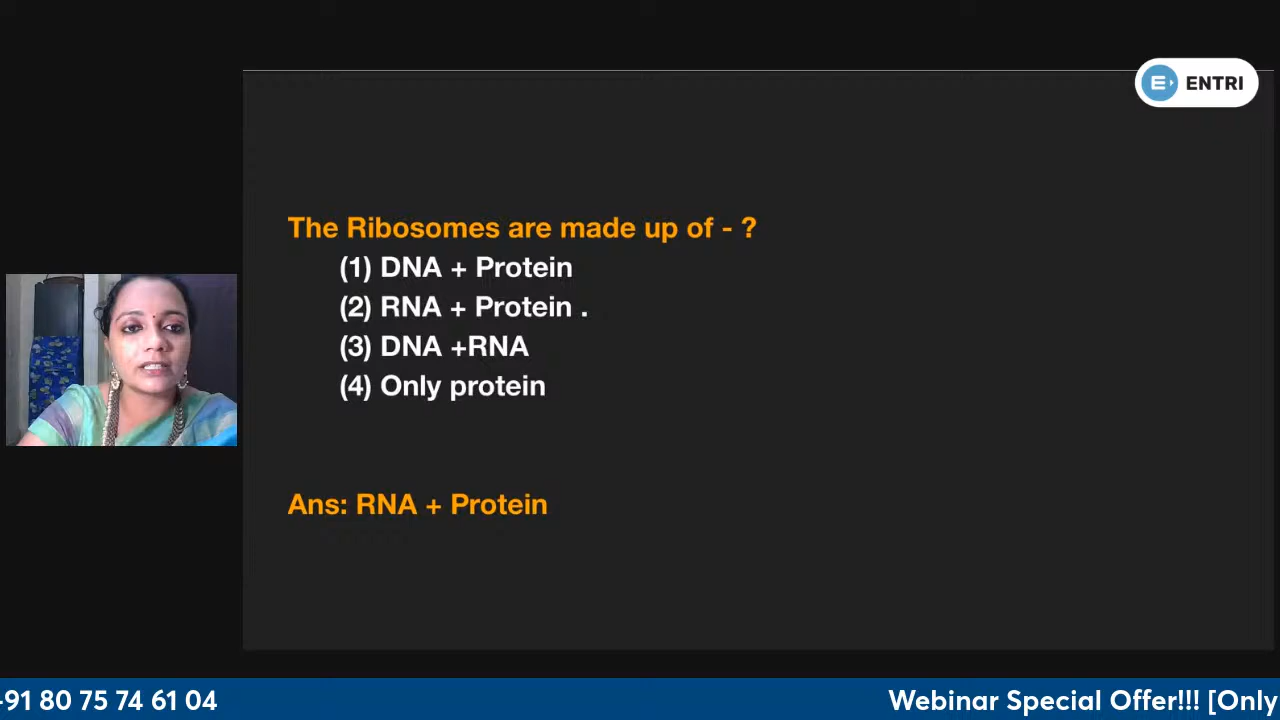 ENTRI
The Ribosomes are made up of - ?
(1) DNA + Protein
(2) RNA + Protein .
(3) DNA +RNA
(4) Only protein
Ans: RNA + Protein
-91 80 75 74 61 04
Webinar Special Offer!!! [Only